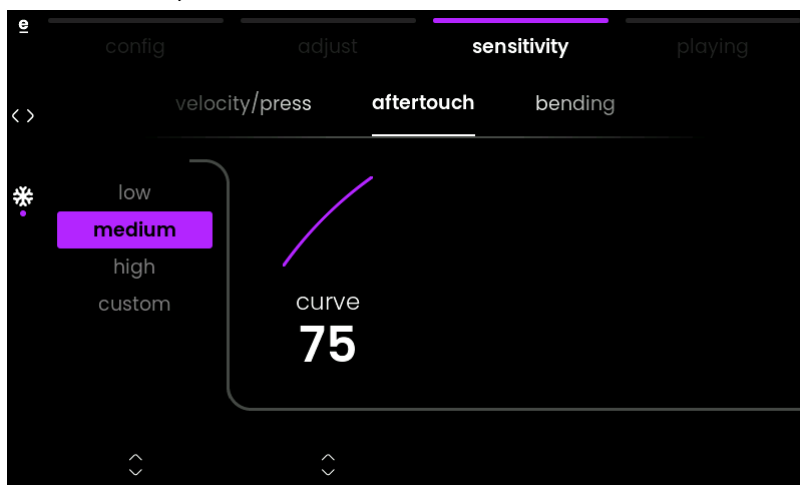 e
config adjust sensitivity playing
velocity/press aftertouch bending
low
medium
high
custom
curve
75